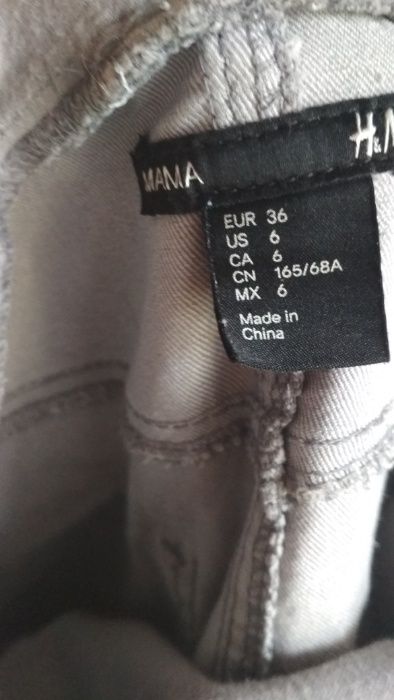 MAMA
H&M
EUR 36
US 6
CA 6
CN 165/68A
MX 6
Made in
China